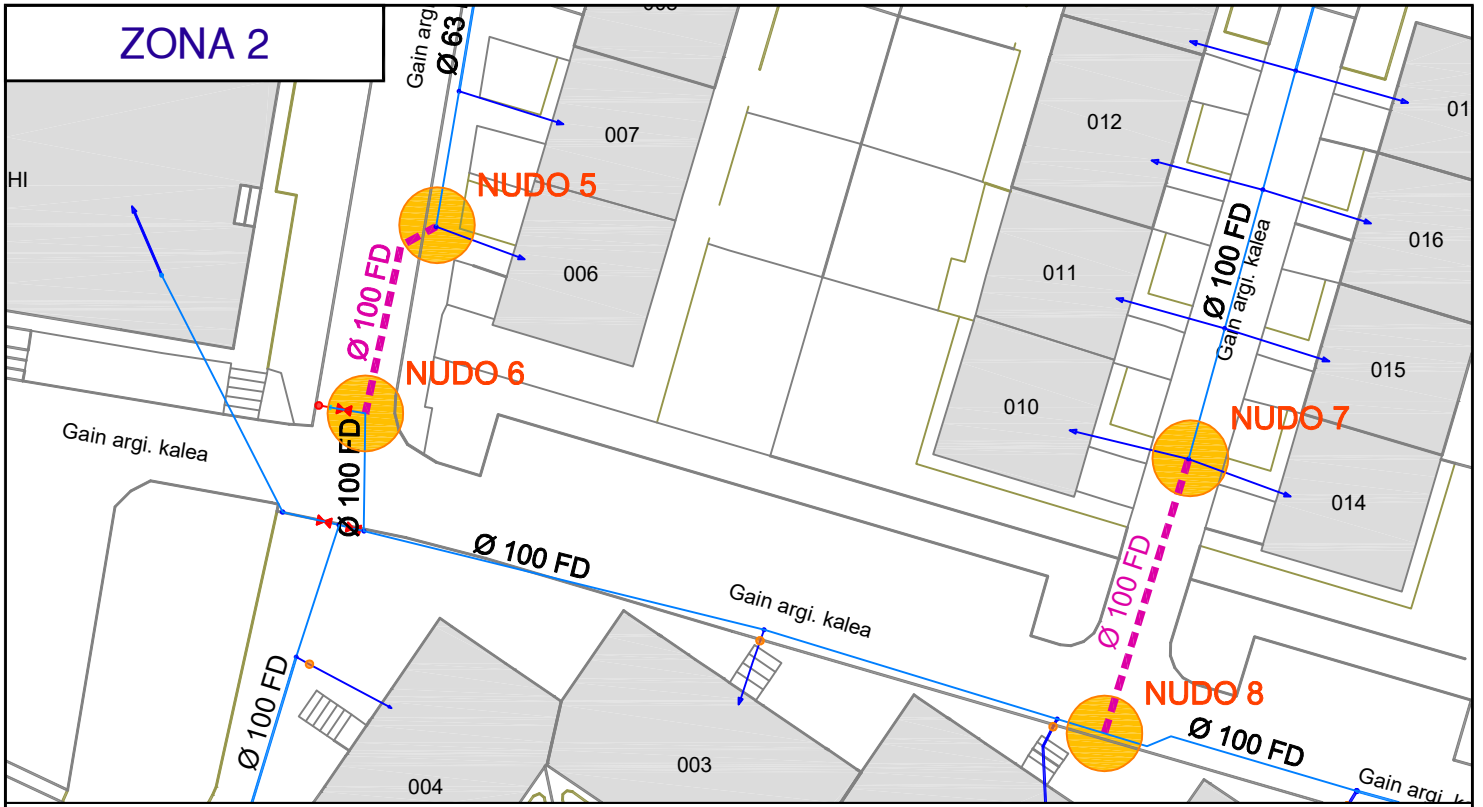 ZONA 2
Gain argi.
Ø 63
007
012
HI
NUDO 5
016
Ø 100 FD
Gain argi. kalea
006
011
Ø 100 FD
015
NUDO 6
010
NUDO 7
Gain argi. kalea
Ø 100 FD
014
Ø 100 FD
Ø 100 FD
Gain argi. kalea
NUDO 8
Ø 100 FD
Ø 100 FD
003
004
Gain argi.